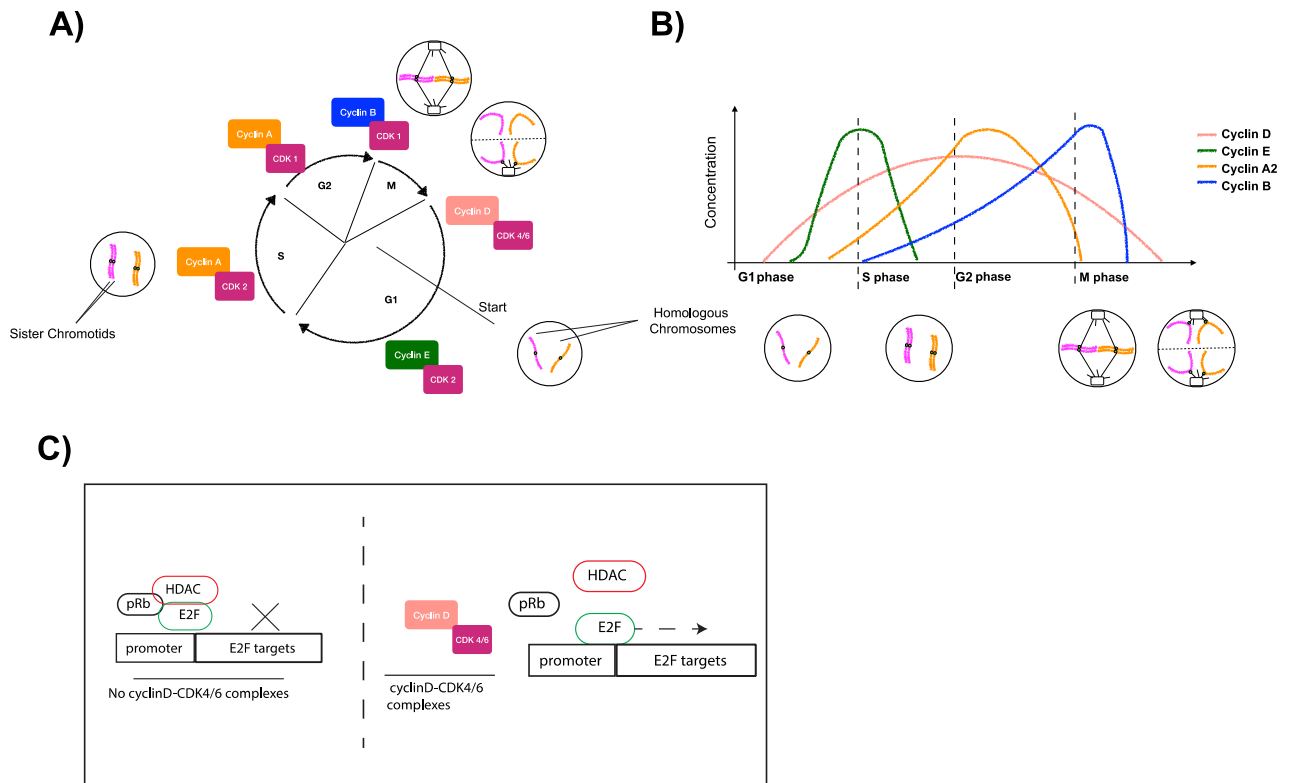 A)
Cyclin B
CDK 1
Cyclin A
CDK 1
G2
M
Cyclin D
CDK 4/6
Cyclin A
CDK 2
S
G1
Sister Chromotids
Start
Homologous
Chromosomes
Cyclin E
CDK 2
B)
Concentration
Cyclin D
Cyclin E
Cyclin A2
Cyclin B
G1 phase
S phase
G2 phase
M phase
C)
HDAC
pRb
E2F
promoter
E2F targets
No cyclinD-CDK4/6 complexes
Cyclin D
CDK 4/6
cyclinD-CDK4/6
complexes
HDAC
pRb
E2F
promoter
E2F targets